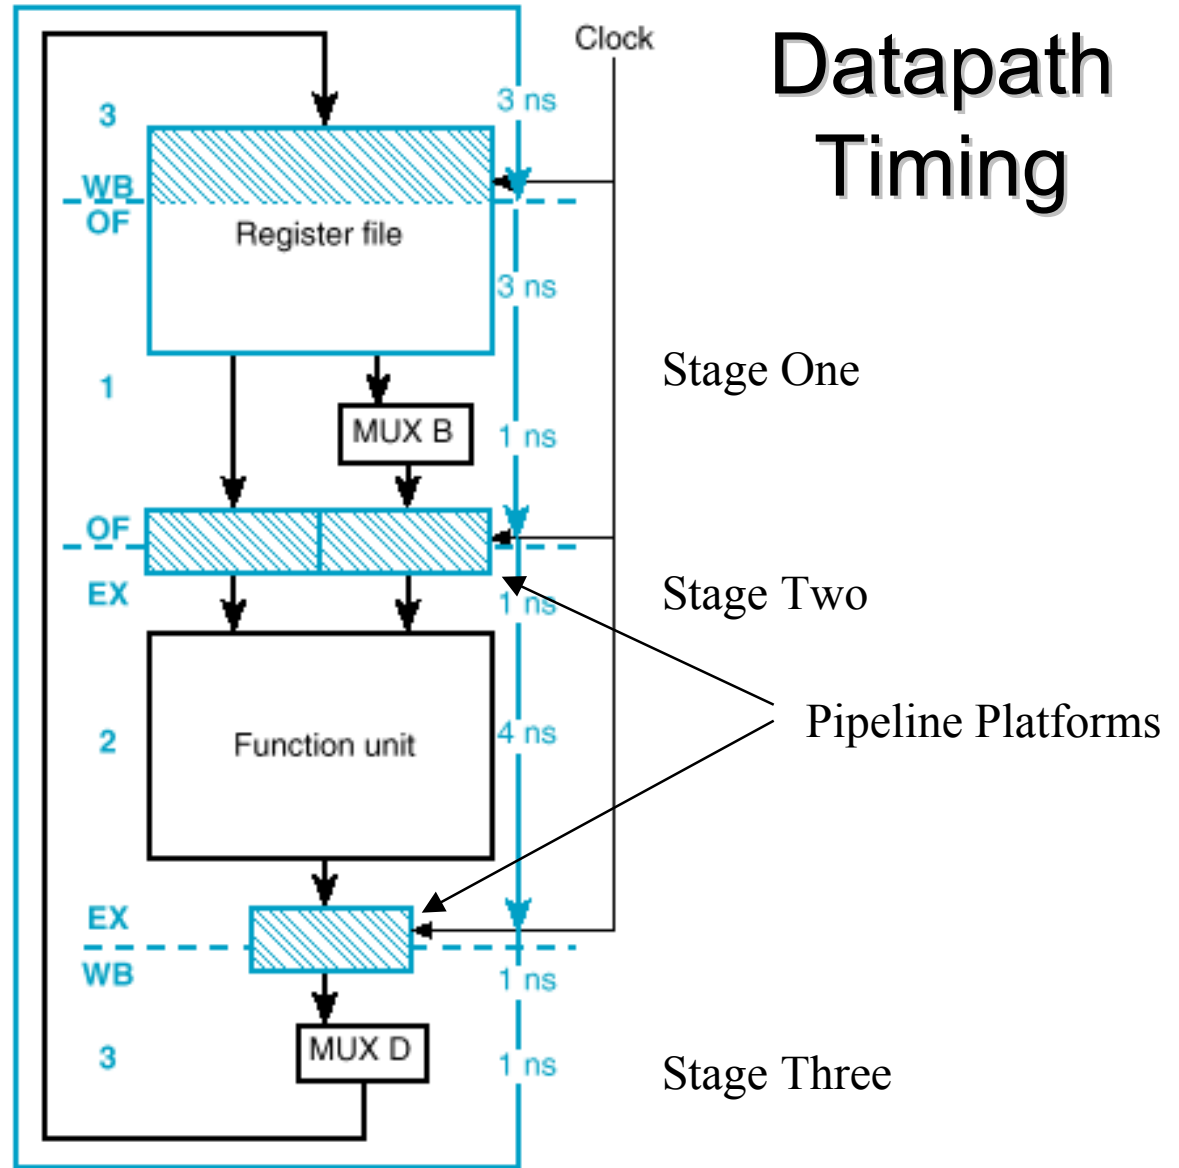 Datapath
Timing
Clock
3
3 ns
WB
OF
Register file
3 ns
1
Stage One
MUX B
1 ns
OF
EX
1 ns
Stage Two
Pipeline Platforms
2
Function unit
4 ns
EX
WB
1 ns
3
MUX D
1 ns
Stage Three